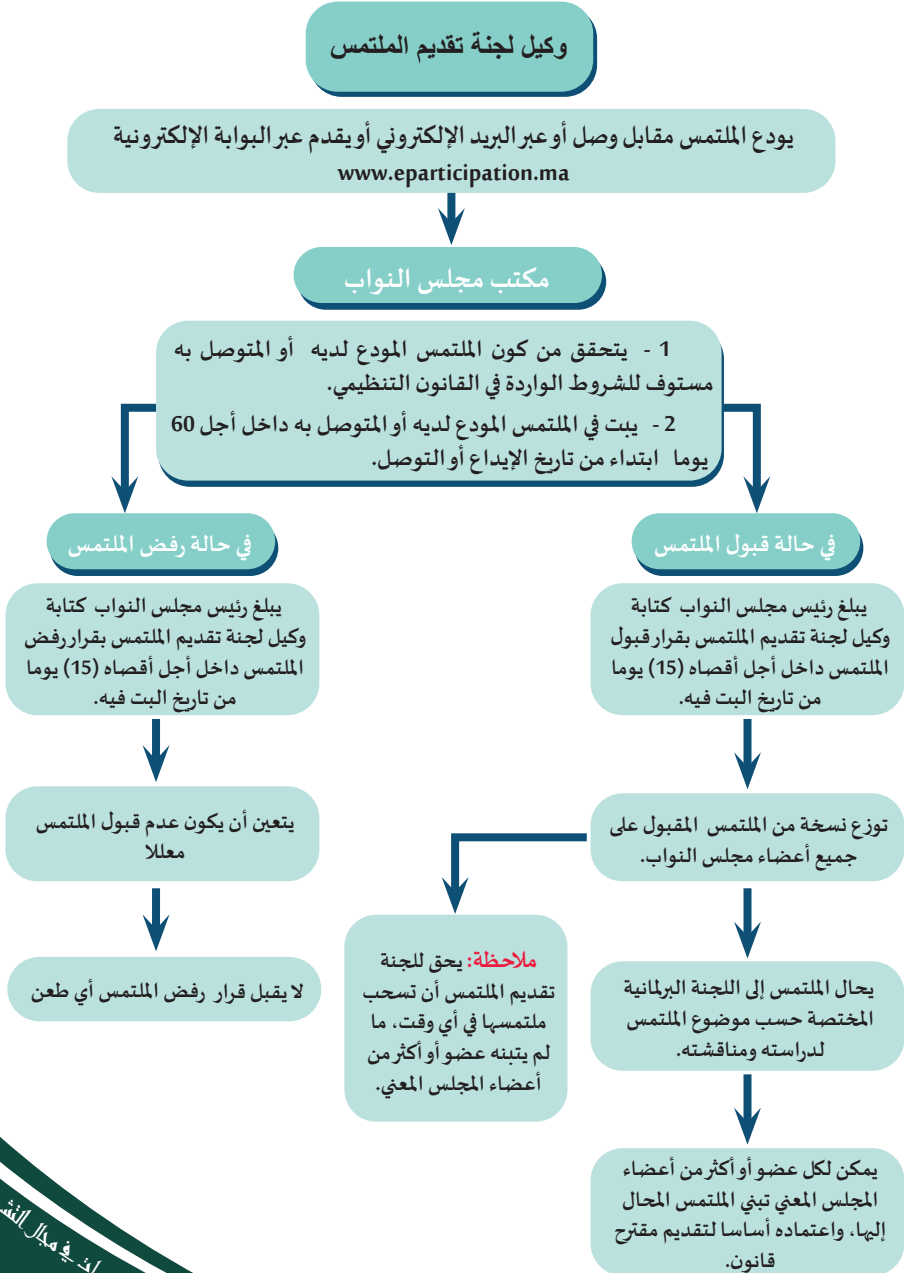 وكيل لجنة تقديم الملتمس
يودع الملتمس مقابل وصل أو عبر البريد الإلكتروني أو يقدم عبر البوابة الإلكترونية
www.eparticipation.ma
مكتب مجلس النواب
1 - يتحقق من كون الملتمس المودع لديه أو المتوصل به
مستوف للشروط الواردة في القانون التنظيمي.
2 - يبت في الملتمس المودع لديه أو المتوصل به داخل أجل 60
يوما ابتداء من تاريخ الإيداع أو التوصل.
في حالة قبول الملتمس
يبلغ رئيس مجلس النواب كتابة
وكيل لجنة تقديم الملتمس بقرار قبول
الملتمس داخل أجل أقصاه (15) يوما
من تاريخ البت فيه.
توزع نسخة من الملتمس المقبول على
جميع أعضاء مجلس النواب.
يحال الملتمس إلى اللجنة البرلمانية
المختصة حسب موضوع الملتمس
لدراسته ومناقشته.
يمكن لكل عضو أو أكثر من أعضاء
المجلس المعني تبني الملتمس المحال
إليها، واعتماده أساسا لتقديم مقترح
قانون.
ملاحظة: يحق للجنة
تقديم الملتمس أن تسحب
ملتمسها في أي وقت، ما
لم يتبنه عضو أو أكثر من
أعضاء المجلس المعني.
في حالة رفض الملتمس
يبلغ رئيس مجلس النواب كتابة
وكيل لجنة تقديم الملتمس بقرار رفض
الملتمس داخل أجل أقصاه (15) يوما
من تاريخ البت فيه.
يتعين أن يكون عدم قبول الملتمس
معللا
لا يقبل قرار رفض الملتمس أي طعن
في مجال